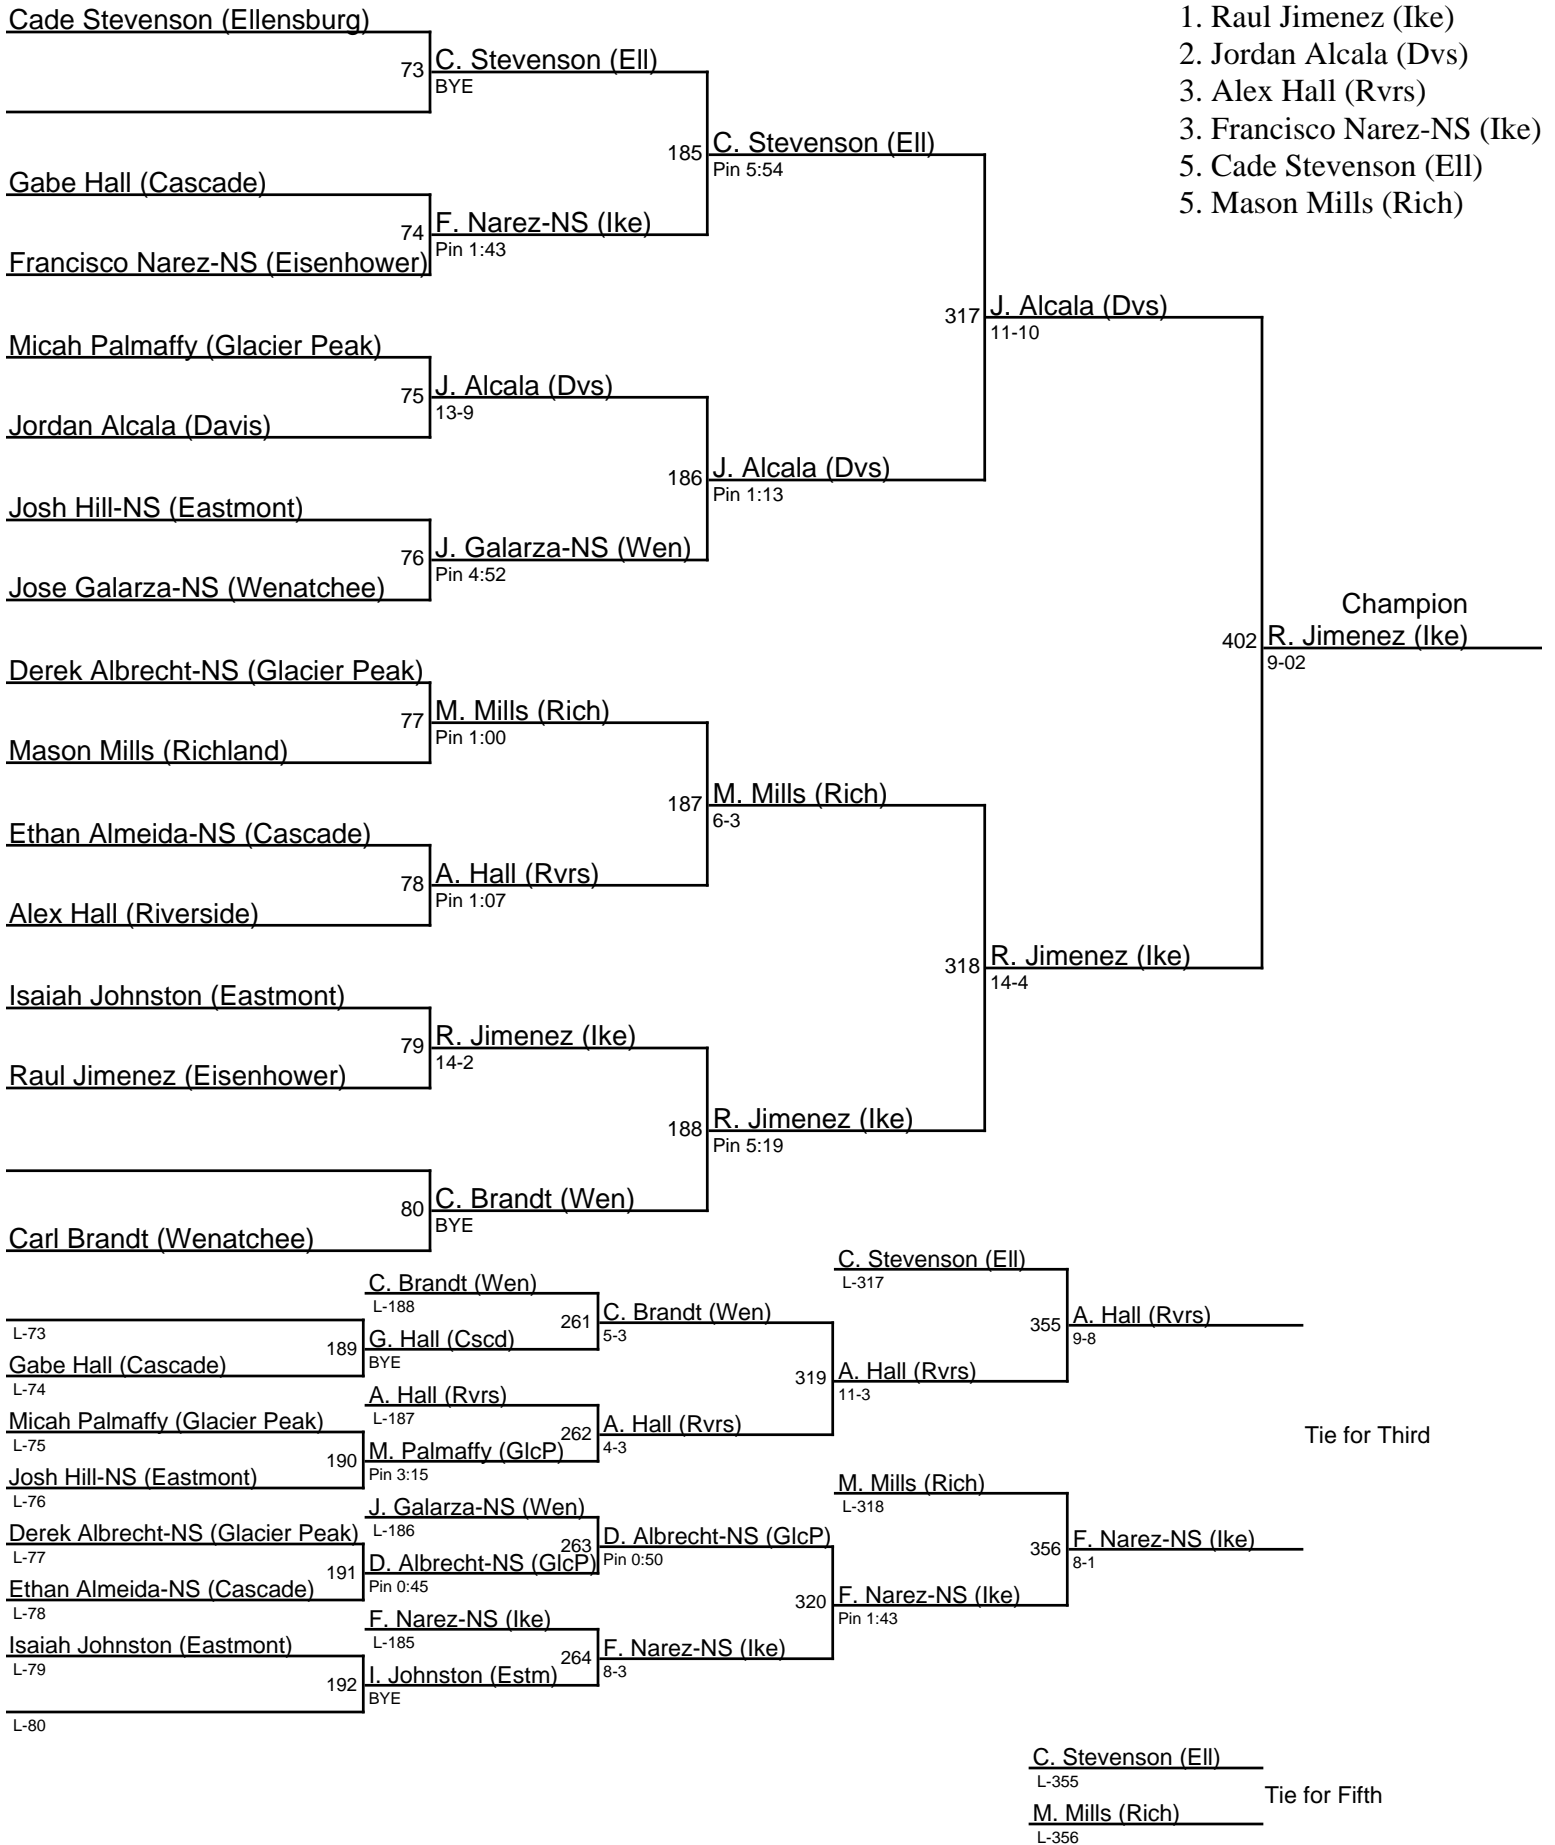 Cade Stevenson (Ellensburg)
73
C. Stevenson (Ell)
BYE
185
C. Stevenson (Ell)
Pin 5:54
Gabe Hall (Cascade)
74
F. Narez-NS (Ike)
Pin 1:43
Francisco Narez-NS (Eisenhower)
317
J. Alcala (Dvs)
11-10
Micah Palmaffy (Glacier Peak)
75
J. Alcala (Dvs)
13-9
Jordan Alcala (Davis)
186
J. Alcala (Dvs)
Pin 1:13
Josh Hill-NS (Eastmont)
76
J. Galarza-NS (Wen)
Pin 4:52
Jose Galarza-NS (Wenatchee)
Champion
402
R. Jimenez (Ike)
9-02
Derek Albrecht-NS (Glacier Peak)
77
M. Mills (Rich)
Pin 1:00
Mason Mills (Richland)
187
M. Mills (Rich)
6-3
Ethan Almeida-NS (Cascade)
78
A. Hall (Rvrs)
Pin 1:07
Alex Hall (Riverside)
318
R. Jimenez (Ike)
14-4
Isaiah Johnston (Eastmont)
79
R. Jimenez (Ike)
14-2
Raul Jimenez (Eisenhower)
188
R. Jimenez (Ike)
Pin 5:19
80
C. Brandt (Wen)
BYE
Carl Brandt (Wenatchee)
1. Raul Jimenez (Ike)
2. Jordan Alcala (Dvs)
3. Alex Hall (Rvrs)
3. Francisco Narez-NS (Ike)
5. Cade Stevenson (Ell)
5. Mason Mills (Rich)
C. Brandt (Wen)
L-188
L-73
189
G. Hall (Cscd)
BYE
Gabe Hall (Cascade)
L-74
261
C. Brandt (Wen)
5-3
A. Hall (Rvrs)
L-187
Micah Palmaffy (Glacier Peak)
L-75
190
M. Palmaffy (GlcP)
Pin 3:15
Josh Hill-NS (Eastmont)
L-76
262
A. Hall (Rvrs)
4-3
319
A. Hall (Rvrs)
11-3
C. Stevenson (Ell)
L-317
355
A. Hall (Rvrs)
9-8
Tie for Third
J. Galarza-NS (Wen)
L-186
Derek Albrecht-NS (Glacier Peak)
L-77
191
D. Albrecht-NS (GlcP)
Pin 0:45
Ethan Almeida-NS (Cascade)
L-78
263
D. Albrecht-NS (GlcP)
Pin 0:50
F. Narez-NS (Ike)
L-185
Isaiah Johnston (Eastmont)
L-79
192
I. Johnston (Estm)
BYE
L-80
264
F. Narez-NS (Ike)
8-3
320
F. Narez-NS (Ike)
Pin 1:43
M. Mills (Rich)
L-318
356
F. Narez-NS (Ike)
8-1
C. Stevenson (Ell)
L-355
Tie for Fifth
M. Mills (Rich)
L-356